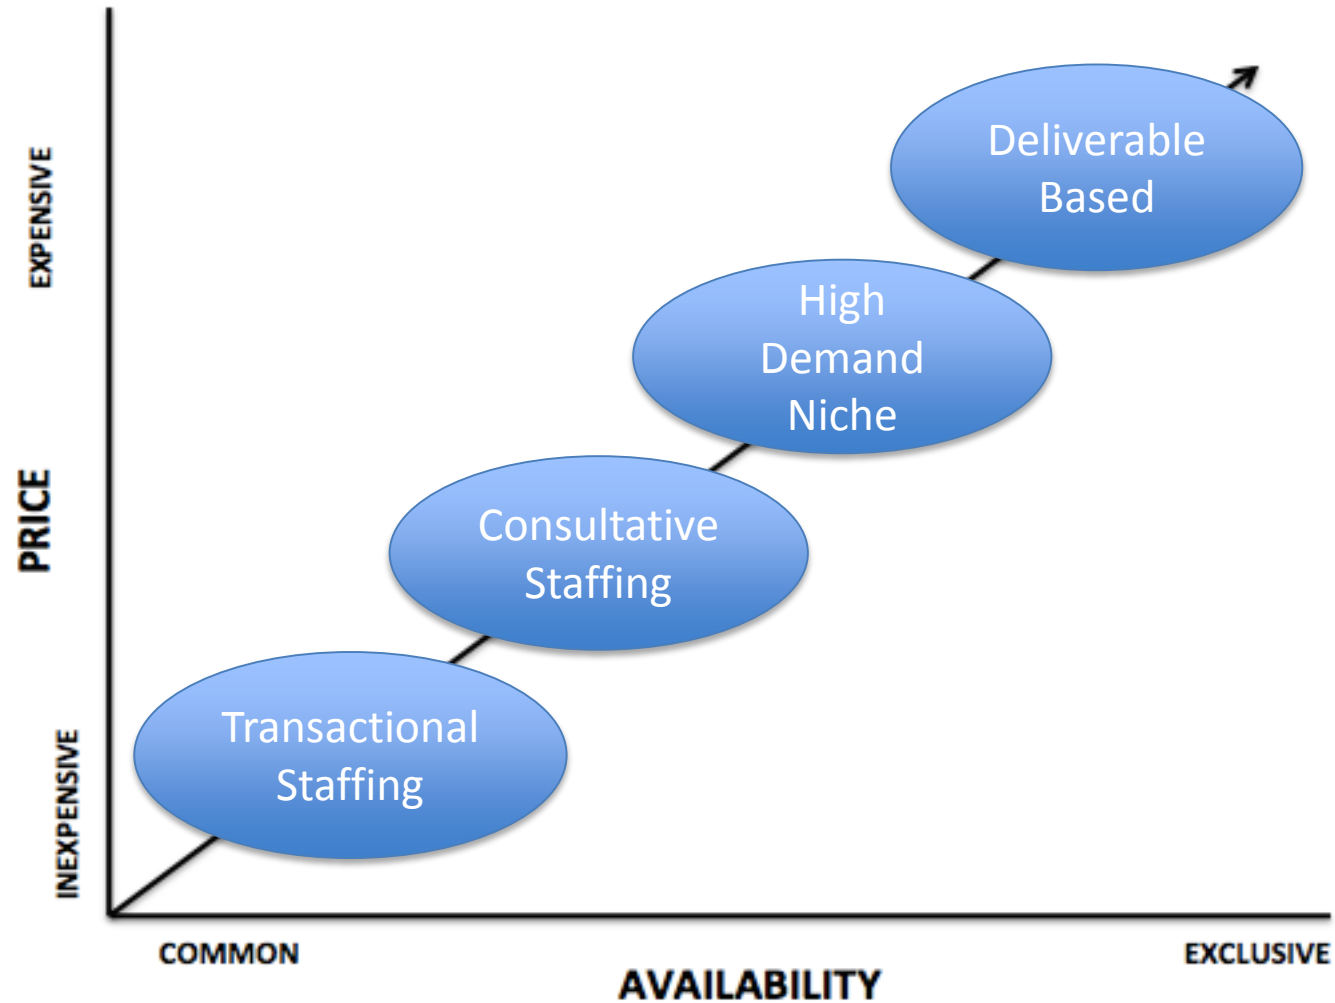 EXPENSIVE
PRICE
INEXPENSIVE
Deliverable
Based
High
Demand
Niche
Consultative
Staffing
Transactional
Staffing
COMMON
EXCLUSIVE
AVAILABILITY